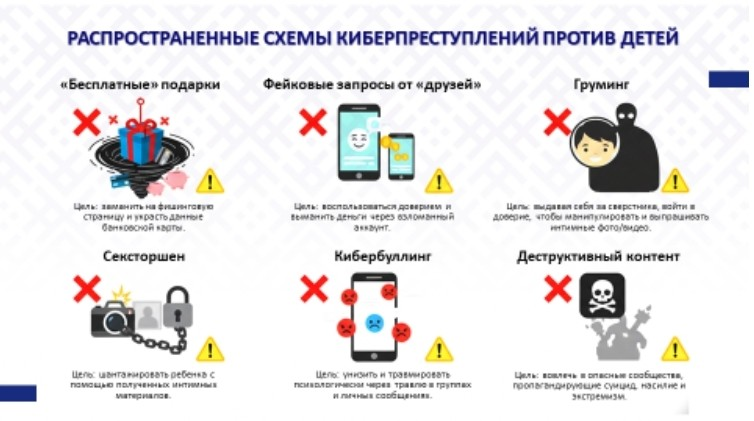 РАСПРОСТРАНЕННЫЕ СХЕМЫ КИБЕРПРЕСТУПЛЕНИЙ ПРОТИВ ДЕТЕЙ
«Бесплатные» подарки
Цель: заманить на фишинговую
страницу и украсть данные
банковской карты.
Фейковые запросы от «друзей»
Цель: воспользоваться доверием и
выманить деньги через взломанный
аккаунт.
Груминг
Цель: выдавая себя за сверстника, войти в
доверие, чтобы манипулировать и выпрашивать
интимные фото/видео.
Сексторшен
Цель: шантажировать ребенка с
помощью полученных интимных
материалов.
Кибербуллинг
Цель: унизить и травмировать
психологически через травлю в группах
и личных сообщениях.
Деструктивный контент
Цель: вовлечь в опасные сообщества,
пропагандирующие суицид, насилие и
экстремизм.